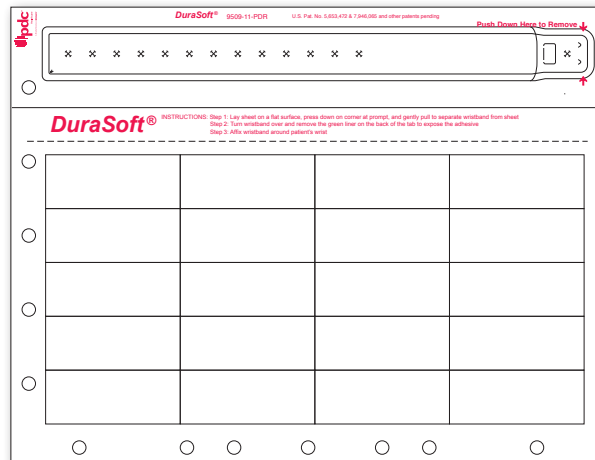 pdc
DuraSoft® 9509-11-PDR U.S. Pat. No. 5,853,472 & 7,946,085 and other patents pending
Push Down Here to Remove
DuraSoft®
INSTRUCTIONS: Step 1: Lay sheet on a flat surface, press down on corner at prompt, and gently pull to separate wristband from sheet
Step 2: Turn wristband over and remove the green liner on the back of the tab to expose the adhesive
Step 3: Affix wristband around patient's wrist